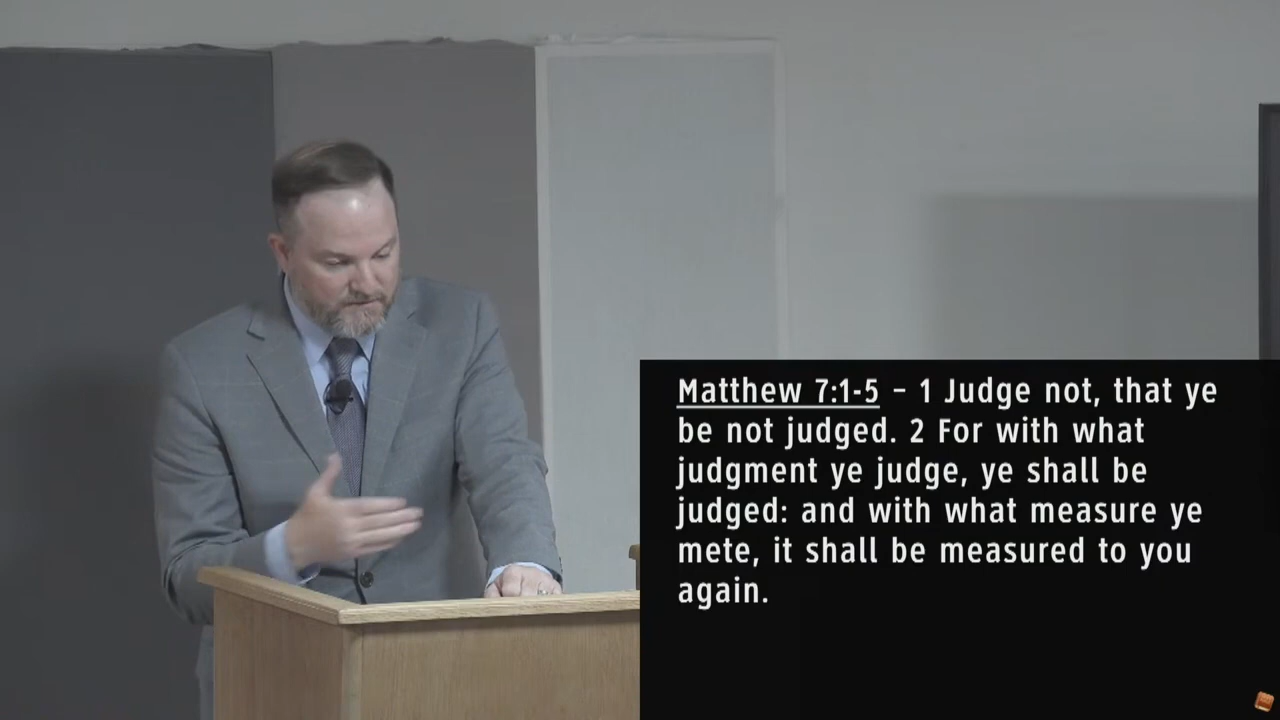 Matthew 7:1-5 – 1 Judge not, that ye
be not judged. 2 For with what
judgment ye judge, ye shall be
judged: and with what measure ye
mete, it shall be measured to you
again.